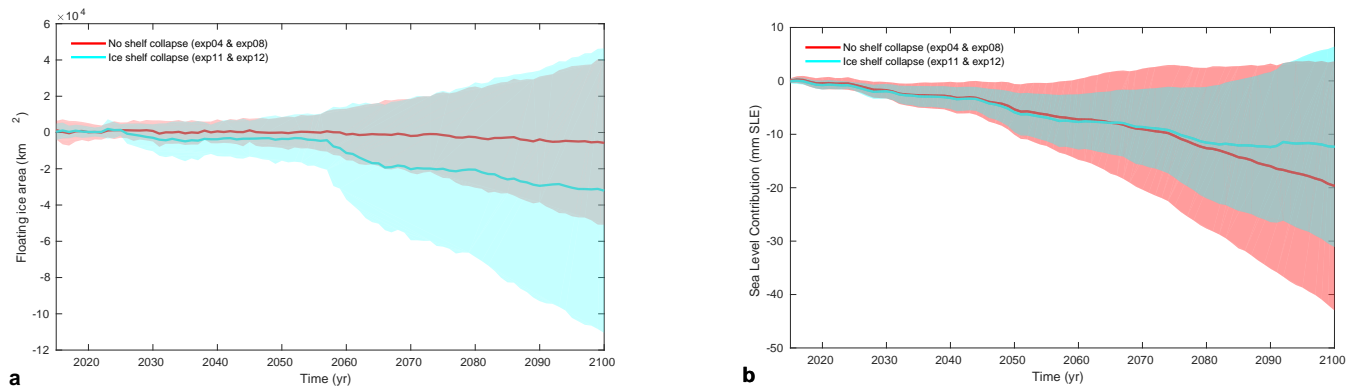 ×10⁴
6
4
2
0
-2
-4
-6
-8
-10
-12
Floating ice area (km²)
No shelf collapse (exp04 & exp08)
Ice shelf collapse (exp11 & exp12)
2020 2030 2040 2050 2060 2070 2080 2090 2100
Time (yr)
a
10
0
-10
-20
-30
-40
-50
Sea Level Contribution (mm SLE)
No shelf collapse (exp04 & exp08)
Ice shelf collapse (exp11 & exp12)
2020 2030 2040 2050 2060 2070 2080 2090 2100
Time (yr)
b